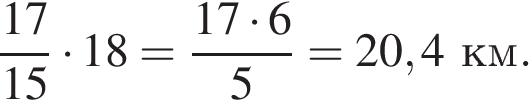 17/15 · 18 = (17 · 6)/5 = 20,4 км.